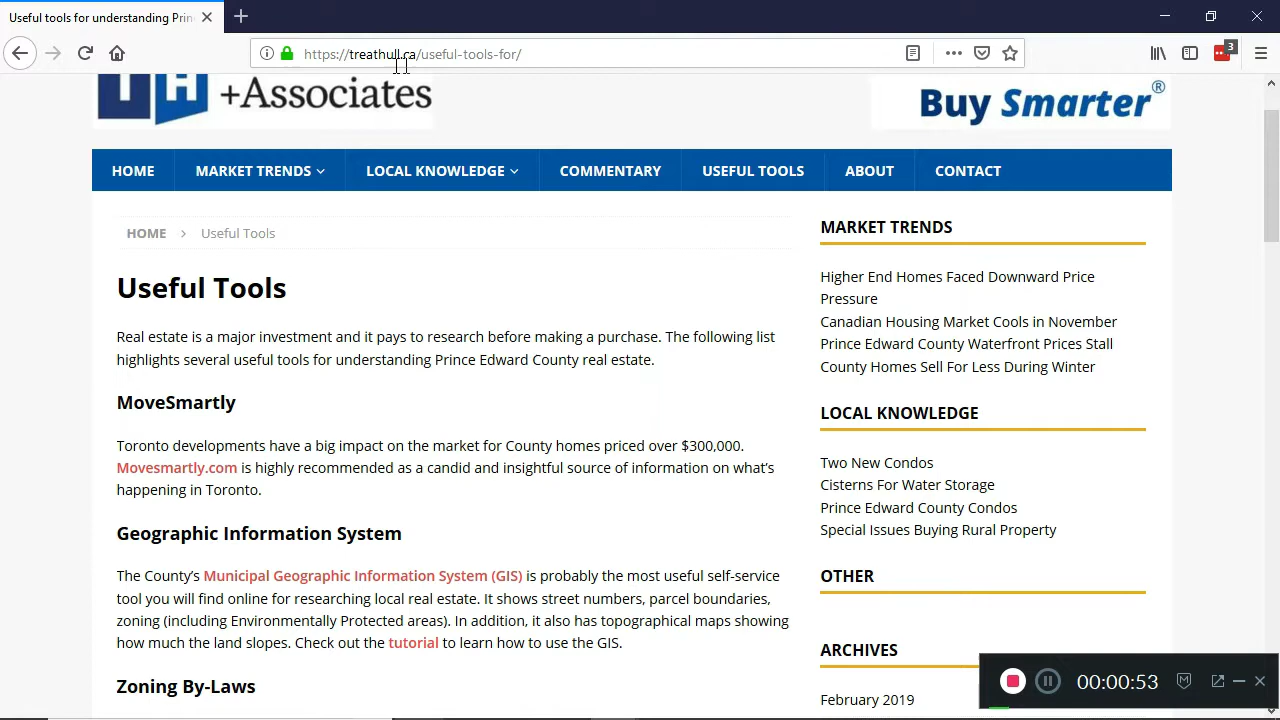 Useful tools for understanding Prin
https://treathull.ca/useful-tools-for/
3
+Associates
Buy Smarter®
HOME
MARKET TRENDS
LOCAL KNOWLEDGE
COMMENTARY
USEFUL TOOLS
ABOUT
CONTACT
HOME > Useful Tools
Useful Tools
Real estate is a major investment and it pays to research before making a purchase. The following list
highlights several useful tools for understanding Prince Edward County real estate.
MoveSmartly
Toronto developments have a big impact on the market for County homes priced over $300,000.
Movesmartly.com is highly recommended as a candid and insightful source of information on what's
happening in Toronto.
Geographic Information System
The County's Municipal Geographic Information System (GIS) is probably the most useful self-service
tool you will find online for researching local real estate. It shows street numbers, parcel boundaries,
zoning (including Environmentally Protected areas). In addition, it also has topographical maps showing
how much the land slopes. Check out the tutorial to learn how to use the GIS.
Zoning By-Laws
MARKET TRENDS
Higher End Homes Faced Downward Price
Pressure
Canadian Housing Market Cools in November
Prince Edward County Waterfront Prices Stall
County Homes Sell For Less During Winter
LOCAL KNOWLEDGE
Two New Condos
Cisterns For Water Storage
Prince Edward County Condos
Special Issues Buying Rural Property
OTHER
ARCHIVES
February 2019
00:00:53